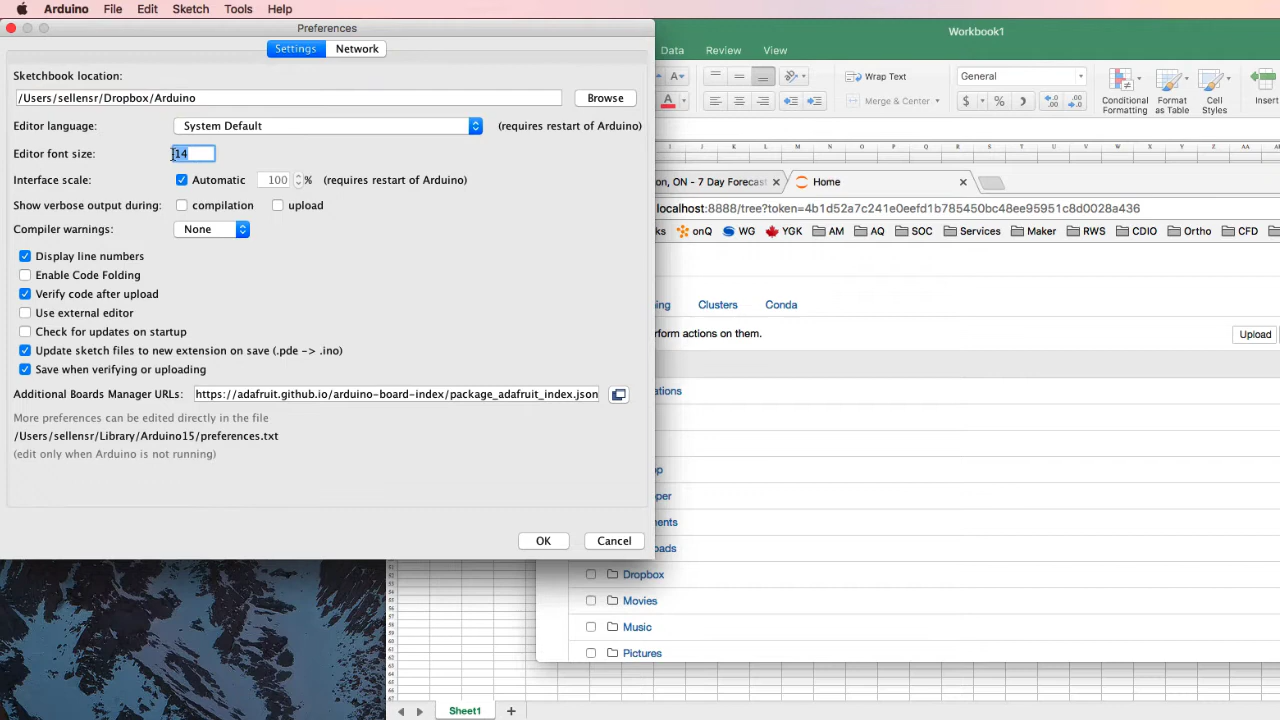 Arduino File Edit Sketch Tools Help
Preferences
Settings Network
Sketchbook location:
/Users/sellensr/Dropbox/Arduino
Browse
Editor language:
System Default
(requires restart of Arduino)
Editor font size:
14
Interface scale:
Automatic
100
%
(requires restart of Arduino)
Show verbose output during:
compilation
upload
Compiler warnings:
None
Display line numbers
Enable Code Folding
Verify code after upload
Use external editor
Check for updates on startup
Update sketch files to new extension on save (.pde -> .ino)
Save when verifying or uploading
Additional Boards Manager URLs:
https://adafruit.github.io/arduino-board-index/package_adafruit_index.json
More preferences can be edited directly in the file
/Users/sellensr/Library/Arduino15/preferences.txt
(edit only when Arduino is not running)
OK
Cancel
Workbook1
Data Review View
Wrap Text
General
Merge & Center
$ % )
Conditional
Formatting
Format
as Table
Cell
Styles
Insert
on, ON - 7 Day Forecast
Home
localhost:8888/tree?token=4b1d52a7c241e0eefd1b785450bc48ee95951c8d0028a436
ks onQ WG YGK AM AQ SOC Services Maker RWS CDIO Ortho CFD
ning Clusters Conda
rform actions on them.
Upload
ations
op
oper
ments
loads
Dropbox
Movies
Music
Pictures
Sheet1